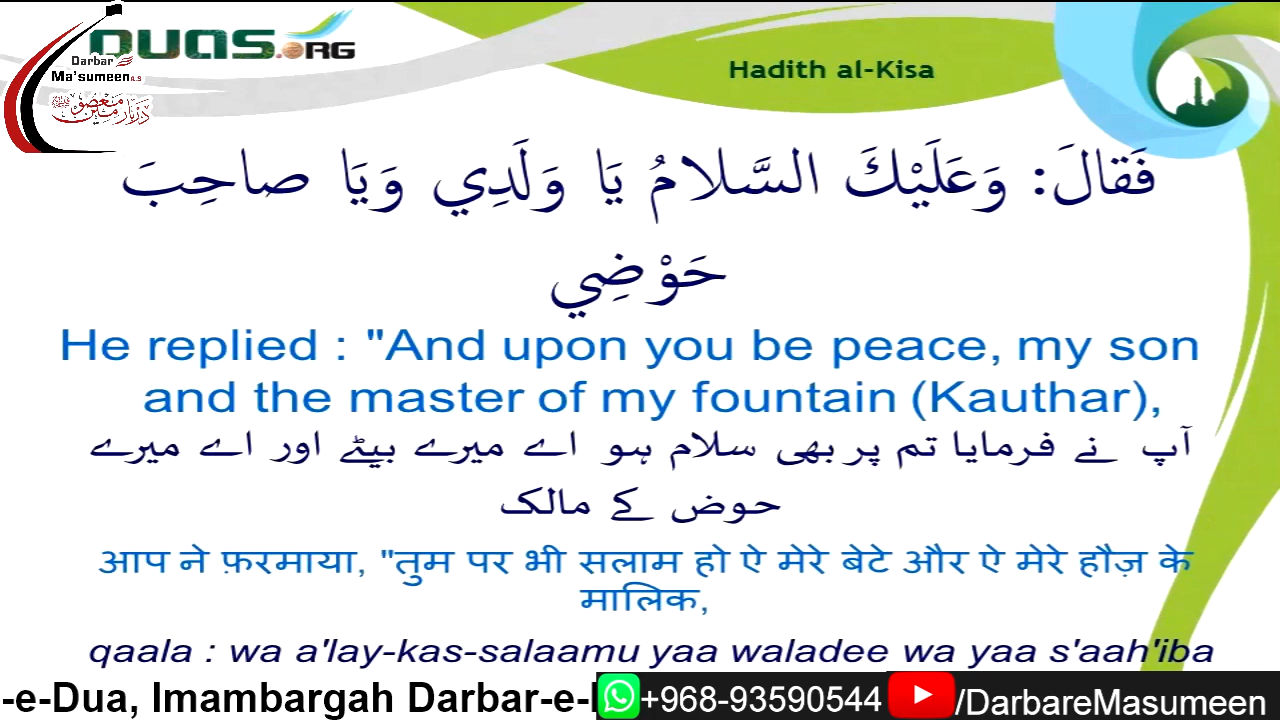 DUAS.ORG
Darbar
Ma'sumeen A.S
Hadith al-Kisa
فَقالَ: وَعَلَيْكَ السَّلامُ يَا وَلَدِي وَيَا صاحِبَ
حَوْضِي
He replied : "And upon you be peace, my son
and the master of my fountain (Kauthar),
آپ نے فرمایا تم پر بھی سلام ہو اے میرے بیٹے اور اے میرے
حوض کے مالک
आप ने फ़रमाया, "तुम पर भी सलाम हो ऐ मेरे बेटे और ऐ मेरे हौज़ के
मालिक,
qaala : wa a'lay-kas-salaamu yaa waladee wa yaa s'aah'iba
-e-Dua, Imambargah Darbar-e-
+968-93590544
/DarbareMasumeen